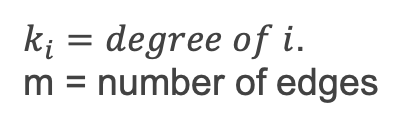 kᵢ = degree of i.
m = number of edges